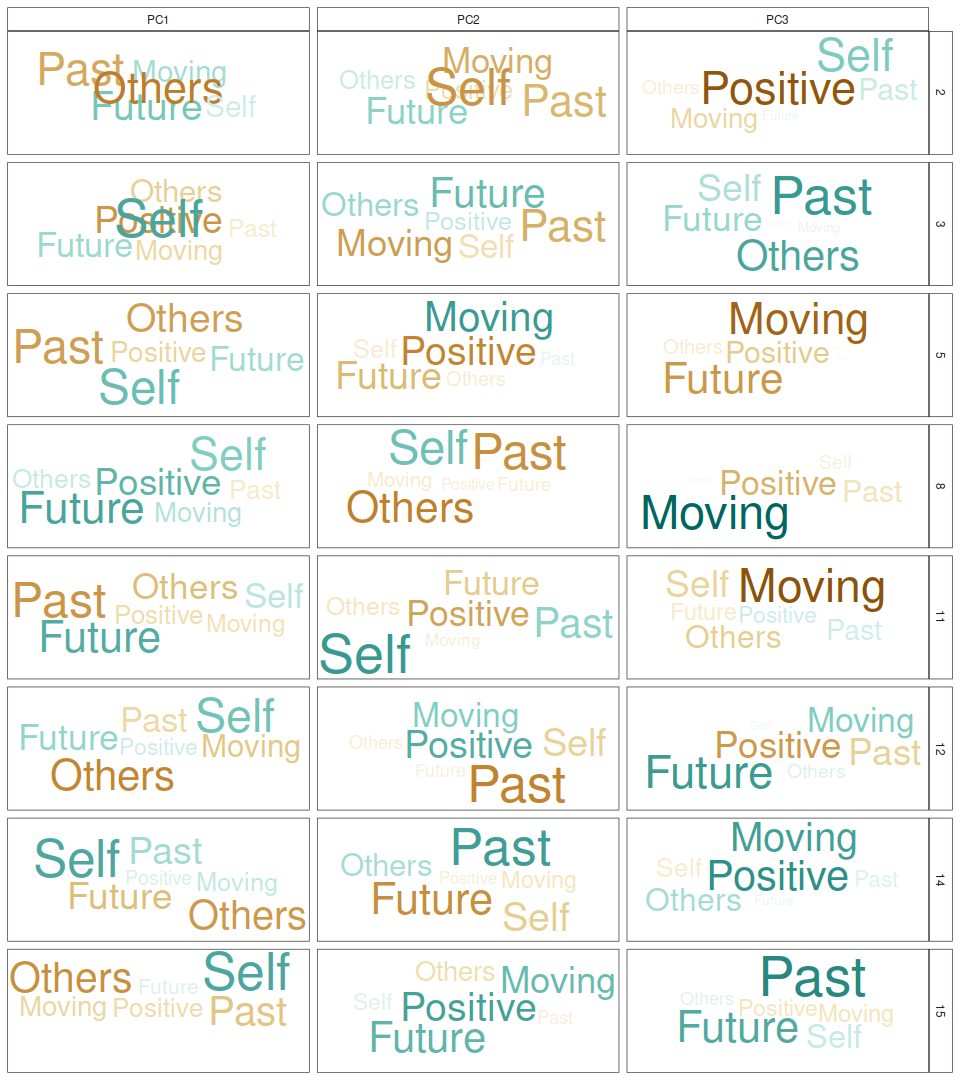 PC1 PC2 PC3
Past Moving Others Future Self
Moving Others Positive Self Past Future
Self Others Positive Past Moving Future
2
Others Self Positive Past Future Moving
Future Others Positive Past Moving Self
Self Past Future Moving Others
3
Others Past Positive Future Self
Moving Self Positive Past Future Others
Moving Others Positive Future
5
Self Others Positive Past Future Moving
Self Past Moving Positive Future Others
Self Positive Past Moving
8
Past Others Self Positive Moving Future
Future Others Positive Past Moving Self
Self Moving Future Positive Others Past
11
Past Self Future Positive Moving Others
Moving Others Positive Self Future Past
Self Moving Positive Past Future Others
12
Self Past Positive Moving Future Others
Past Others Positive Moving Future Self
Moving Self Positive Past Others Future
14
Others Future Self Moving Positive Past
Others Moving Self Positive Past Future
Past Others Positive Moving Future Self
15